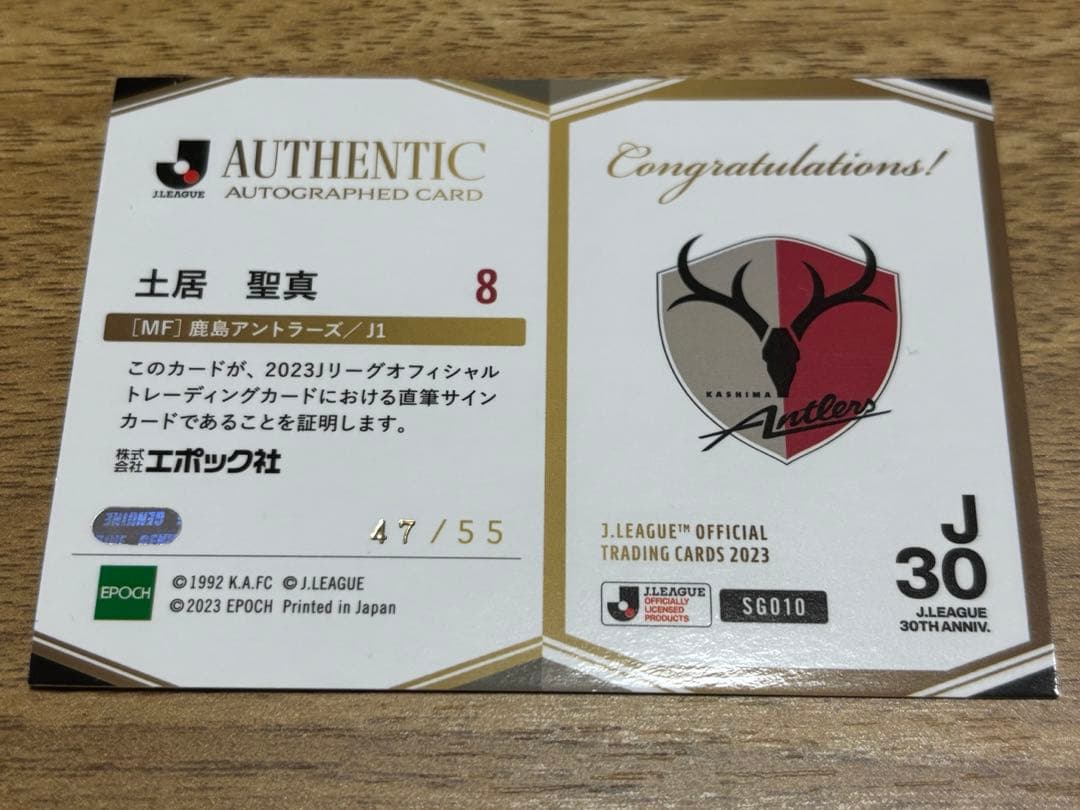 J.LEAGUE
AUTHENTIC
AUTOGRAPHED CARD
土居 聖真 8
[MF] 鹿島アントラーズ／J1
このカードが、2023Jリーグオフィシャル
トレーディングカードにおける直筆サイン
カードであることを証明します。
株式会社エポック社
GENUINE
47/55
EPOCH
©1992 K.A.FC ©J.LEAGUE
©2023 EPOCH Printed in Japan
Congratulations!
KASHIMA
Antlers
J.LEAGUE™ OFFICIAL
TRADING CARDS 2023
J.LEAGUE
OFFICIALLY
LICENSED
PRODUCTS
SG010
J
30
J.LEAGUE
30TH ANNIV.